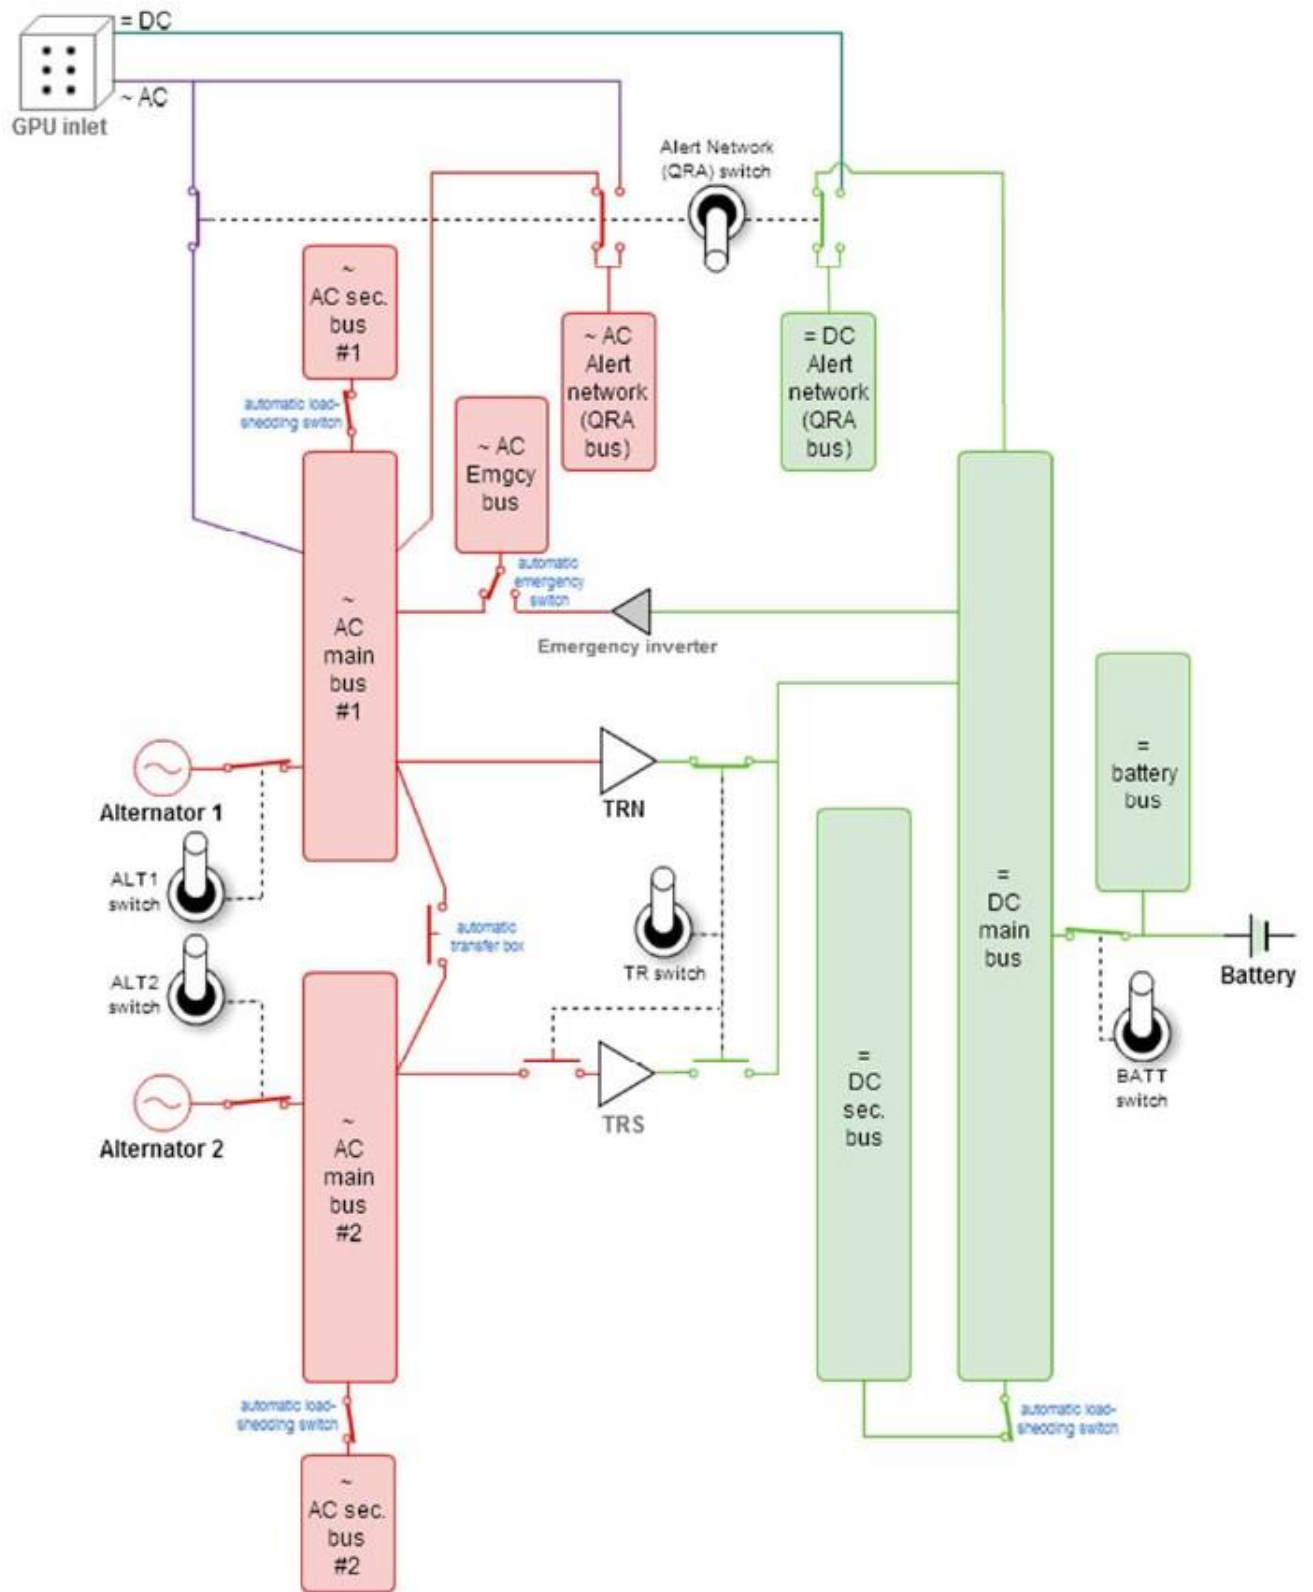 = DC
~ AC
GPU inlet
Alert Network
(QRA) switch
~
AC sec.
bus
#1
automatic load-
shedding switch
~ AC
Alert
network
(QRA
bus)
= DC
Alert
network
(QRA
bus)
~ AC
Emgcy
bus
automatic
emergency
switch
Emergency inverter
~
AC
main
bus
#1
Alternator 1
ALT1
switch
TRN
=
battery
bus
automatic
transfer box
TR switch
=
DC
main
bus
Battery
BATT
switch
ALT2
switch
Alternator 2
~
AC
main
bus
#2
TRS
=
DC
sec.
bus
automatic load-
shedding switch
automatic load-
shedding switch
~
AC sec.
bus
#2